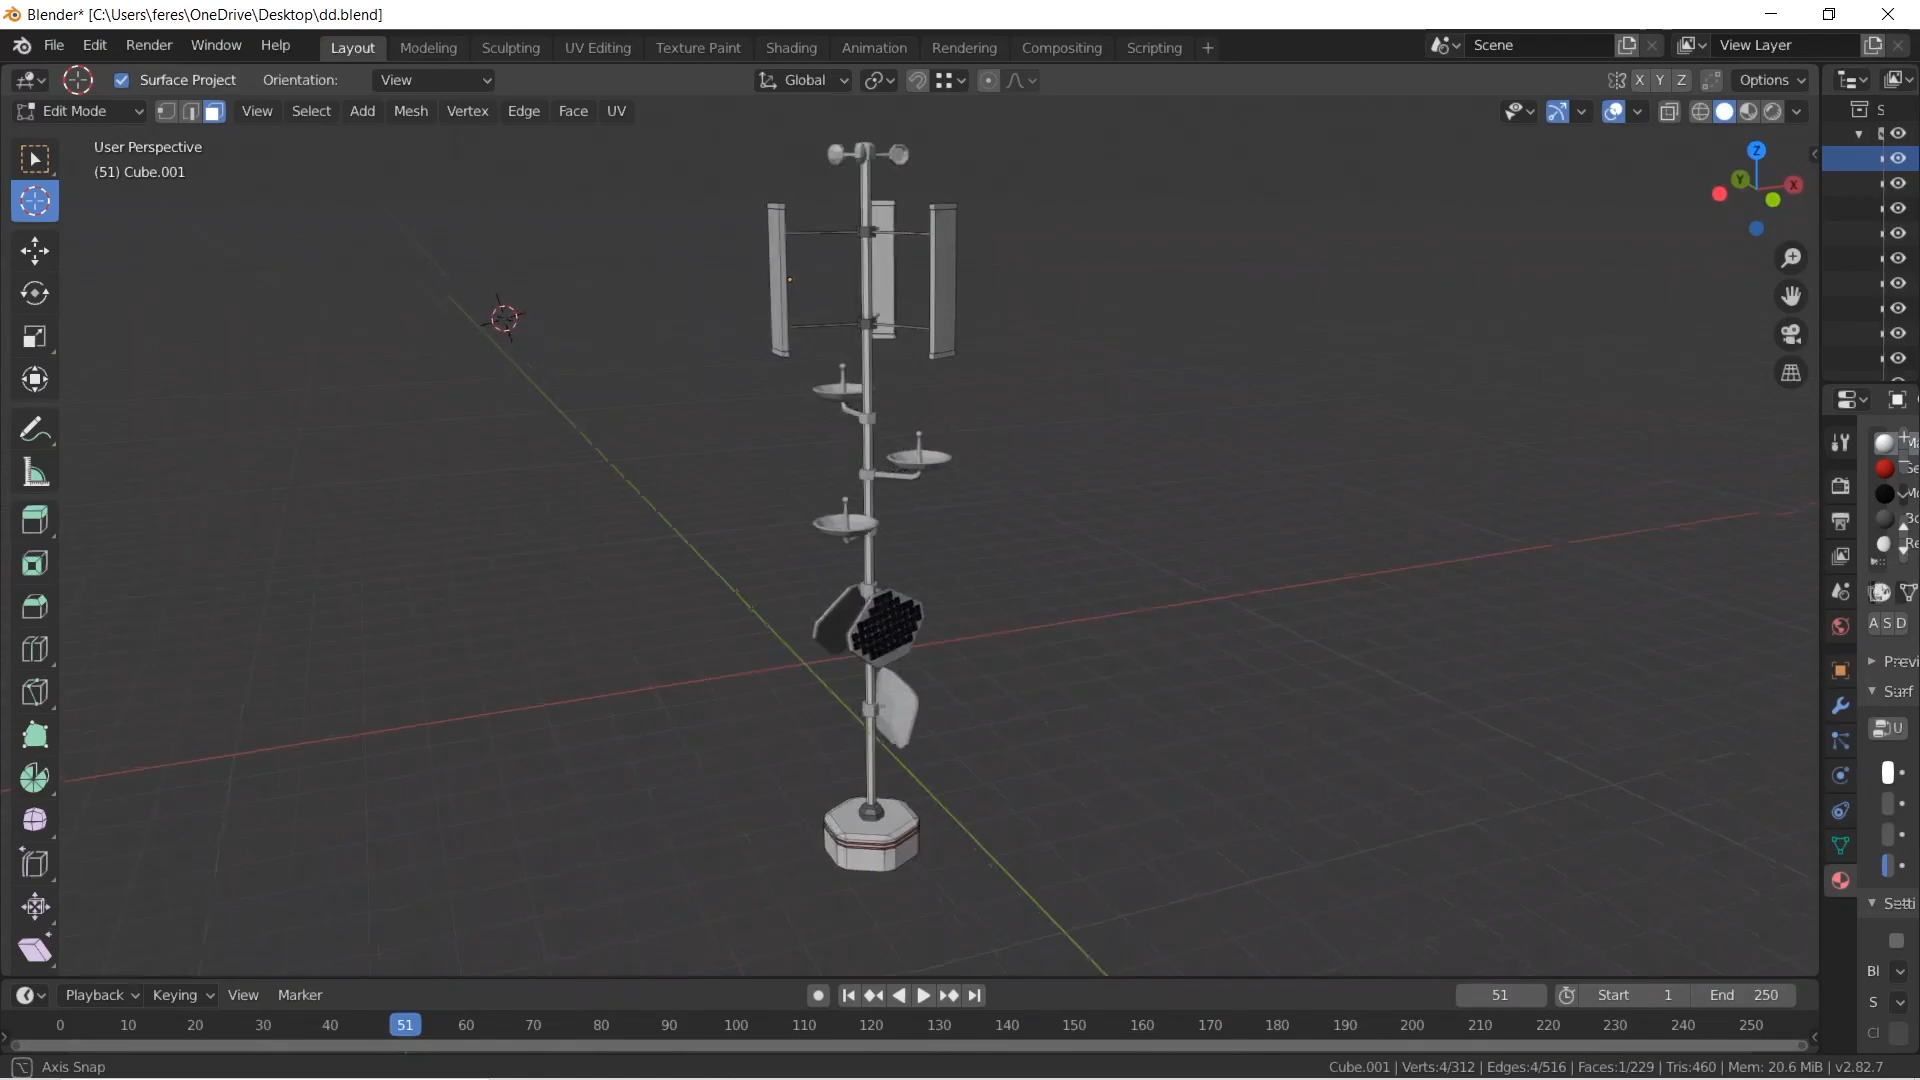 Blender* [C:\Users\feres\OneDrive\Desktop\dd.blend]
File Edit Render Window Help Layout Modeling Sculpting UV Editing Texture Paint Shading Animation Rendering Compositing Scripting + Scene View Layer
Surface Project Orientation: View Global X Y Z Options
Edit Mode View Select Add Mesh Vertex Edge Face UV
S
User Perspective
(51) Cube.001
Z
Y X
A S D
Previ
Surf
U
Setti
Bl
S
Cl
Playback Keying View Marker 51 Start 1 End 250
0 10 20 30 40 51 60 70 80 90 100 110 120 130 140 150 160 170 180 190 200 210 220 230 240 250
Axis Snap Cube.001 | Verts:4/312 | Edges:4/516 | Faces:1/229 | Tris:460 | Mem: 20.6 MiB | v2.82.7